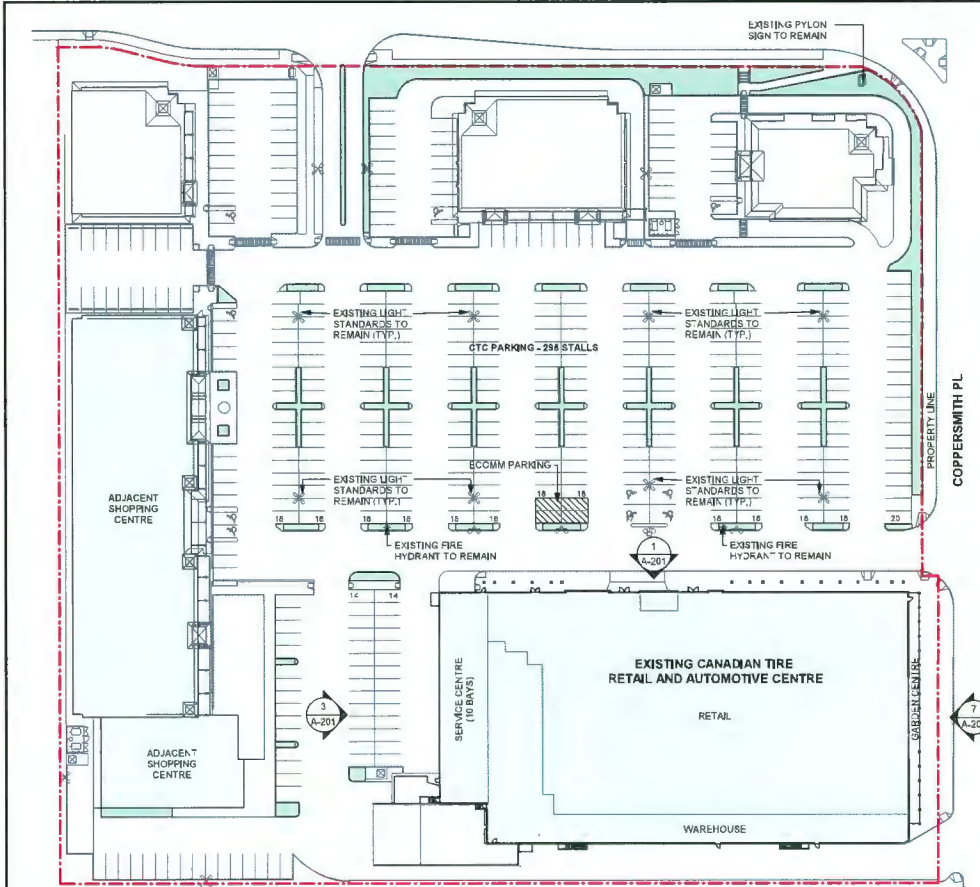 EXISTING PYLON
SIGN TO REMAIN
EXISTING LIGHT
STANDARDS TO
REMAIN (TYP.)
EXISTING LIGHT
STANDARDS TO
REMAIN (TYP.)
CTC PARKING - 298 STALLS
PROPERTY LINE
COPPERSMITH PL
ECOMM PARKING
EXISTING LIGHT
STANDARDS TO
REMAIN (TYP.)
EXISTING LIGHT
STANDARDS TO
REMAIN (TYP.)
ADJACENT
SHOPPING
CENTRE
18 18 18 18 18 18 18 18 18 18 18 18 20
EXISTING FIRE
HYDRANT TO REMAIN
EXISTING FIRE
HYDRANT TO REMAIN
1
A-201
14 14
SERVICE CENTRE
(10 BAYS)
EXISTING CANADIAN TIRE
RETAIL AND AUTOMOTIVE CENTRE
RETAIL
GARDEN CENTRE
3
A-201
7
A-20
ADJACENT
SHOPPING
CENTRE
WAREHOUSE